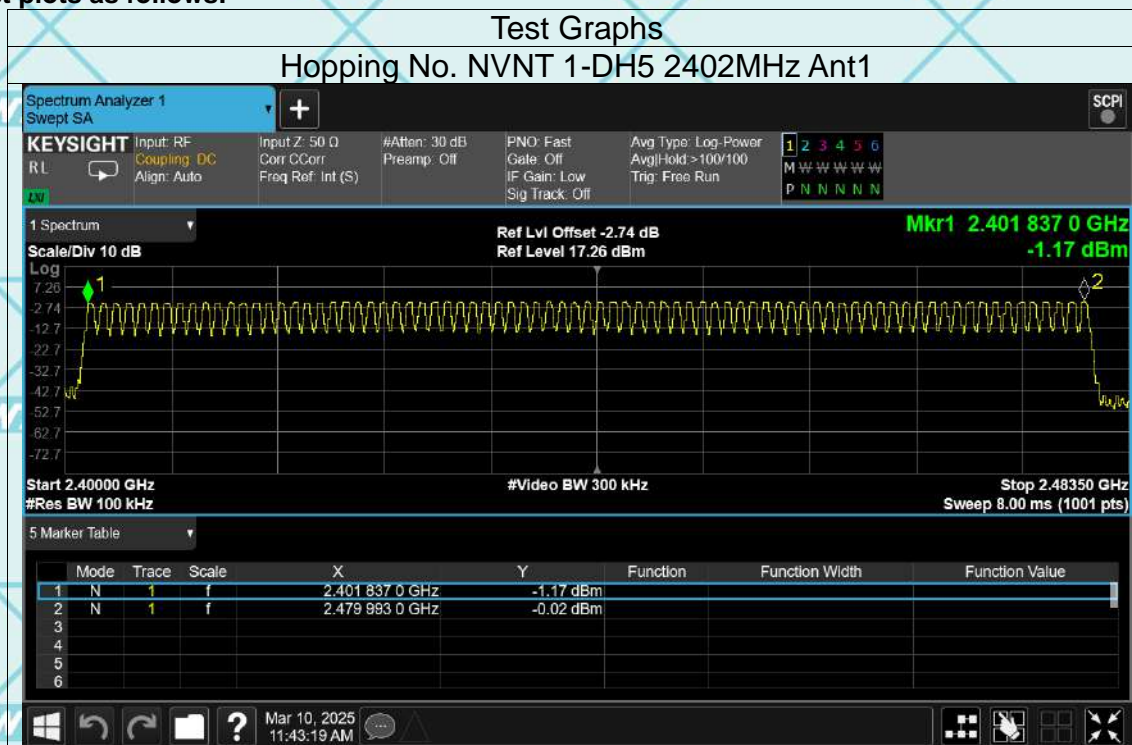 t plots as follows:
Test Graphs
Hopping No. NVNT 1-DH5 2402MHz Ant1
Spectrum Analyzer 1
Swept SA
+
SCPI
KEYSIGHT
RL
LXI
Input: RF
Coupling: DC
Align: Auto
Input Z: 50 Ω
Corr CCorr
Freq Ref: Int (S)
#Atten: 30 dB
Preamp: Off
PNO: Fast
Gate: Off
IF Gain: Low
Sig Track: Off
Avg Type: Log-Power
Avg|Hold:>100/100
Trig: Free Run
1 2 3 4 5 6
M W W W W W
P N N N N N
1 Spectrum
Scale/Div 10 dB
Ref Lvl Offset -2.74 dB
Ref Level 17.26 dBm
Mkr1 2.401 837 0 GHz
-1.17 dBm
Log
7.26
-2.74
-12.7
-22.7
-32.7
-42.7
-52.7
-62.7
-72.7
1
2
Start 2.40000 GHz
#Res BW 100 kHz
#Video BW 300 kHz
Stop 2.48350 GHz
Sweep 8.00 ms (1001 pts)
5 Marker Table
Mode Trace Scale X Y Function Function Width Function Value
1 N 1 f 2.401 837 0 GHz -1.17 dBm
2 N 1 f 2.479 993 0 GHz -0.02 dBm
3
4
5
6
?
Mar 10, 2025
11:43:19 AM